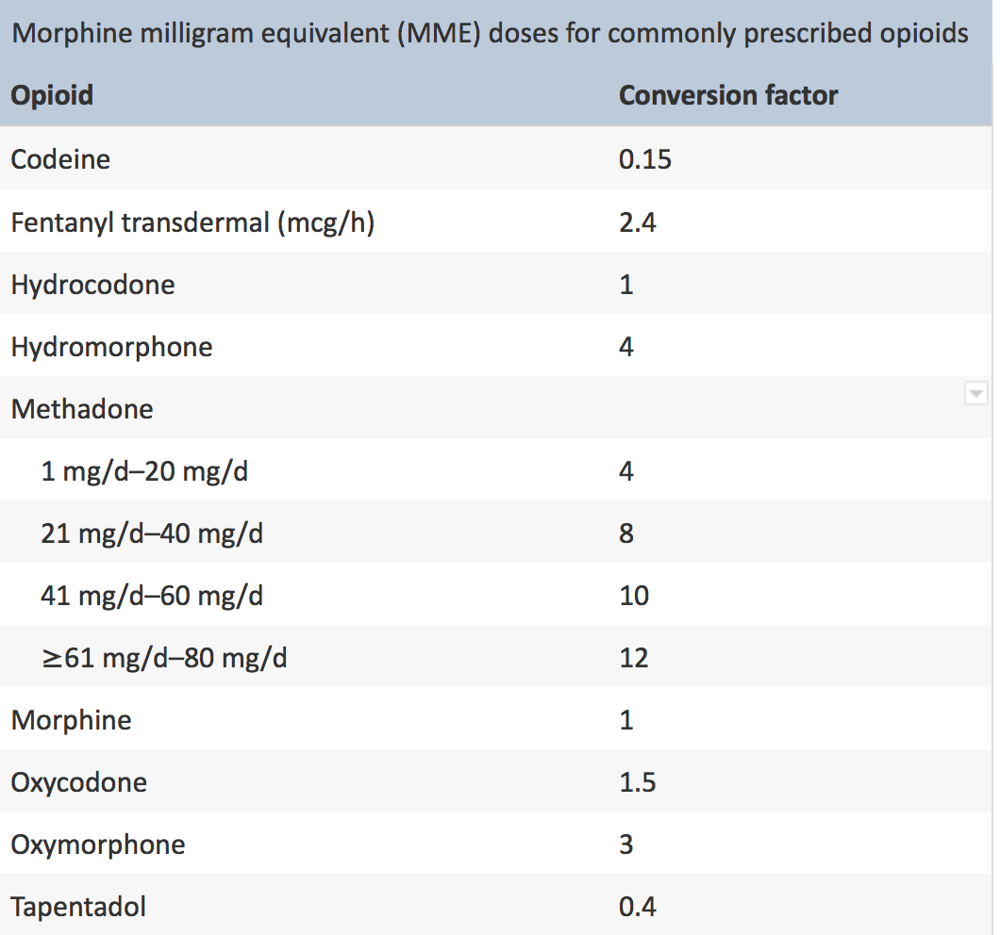 Morphine milligram equivalent (MME) doses for commonly prescribed opioids
Opioid Conversion factor
Codeine 0.15
Fentanyl transdermal (mcg/h) 2.4
Hydrocodone 1
Hydromorphone 4
Methadone
1 mg/d–20 mg/d 4
21 mg/d–40 mg/d 8
41 mg/d–60 mg/d 10
≥61 mg/d–80 mg/d 12
Morphine 1
Oxycodone 1.5
Oxymorphone 3
Tapentadol 0.4